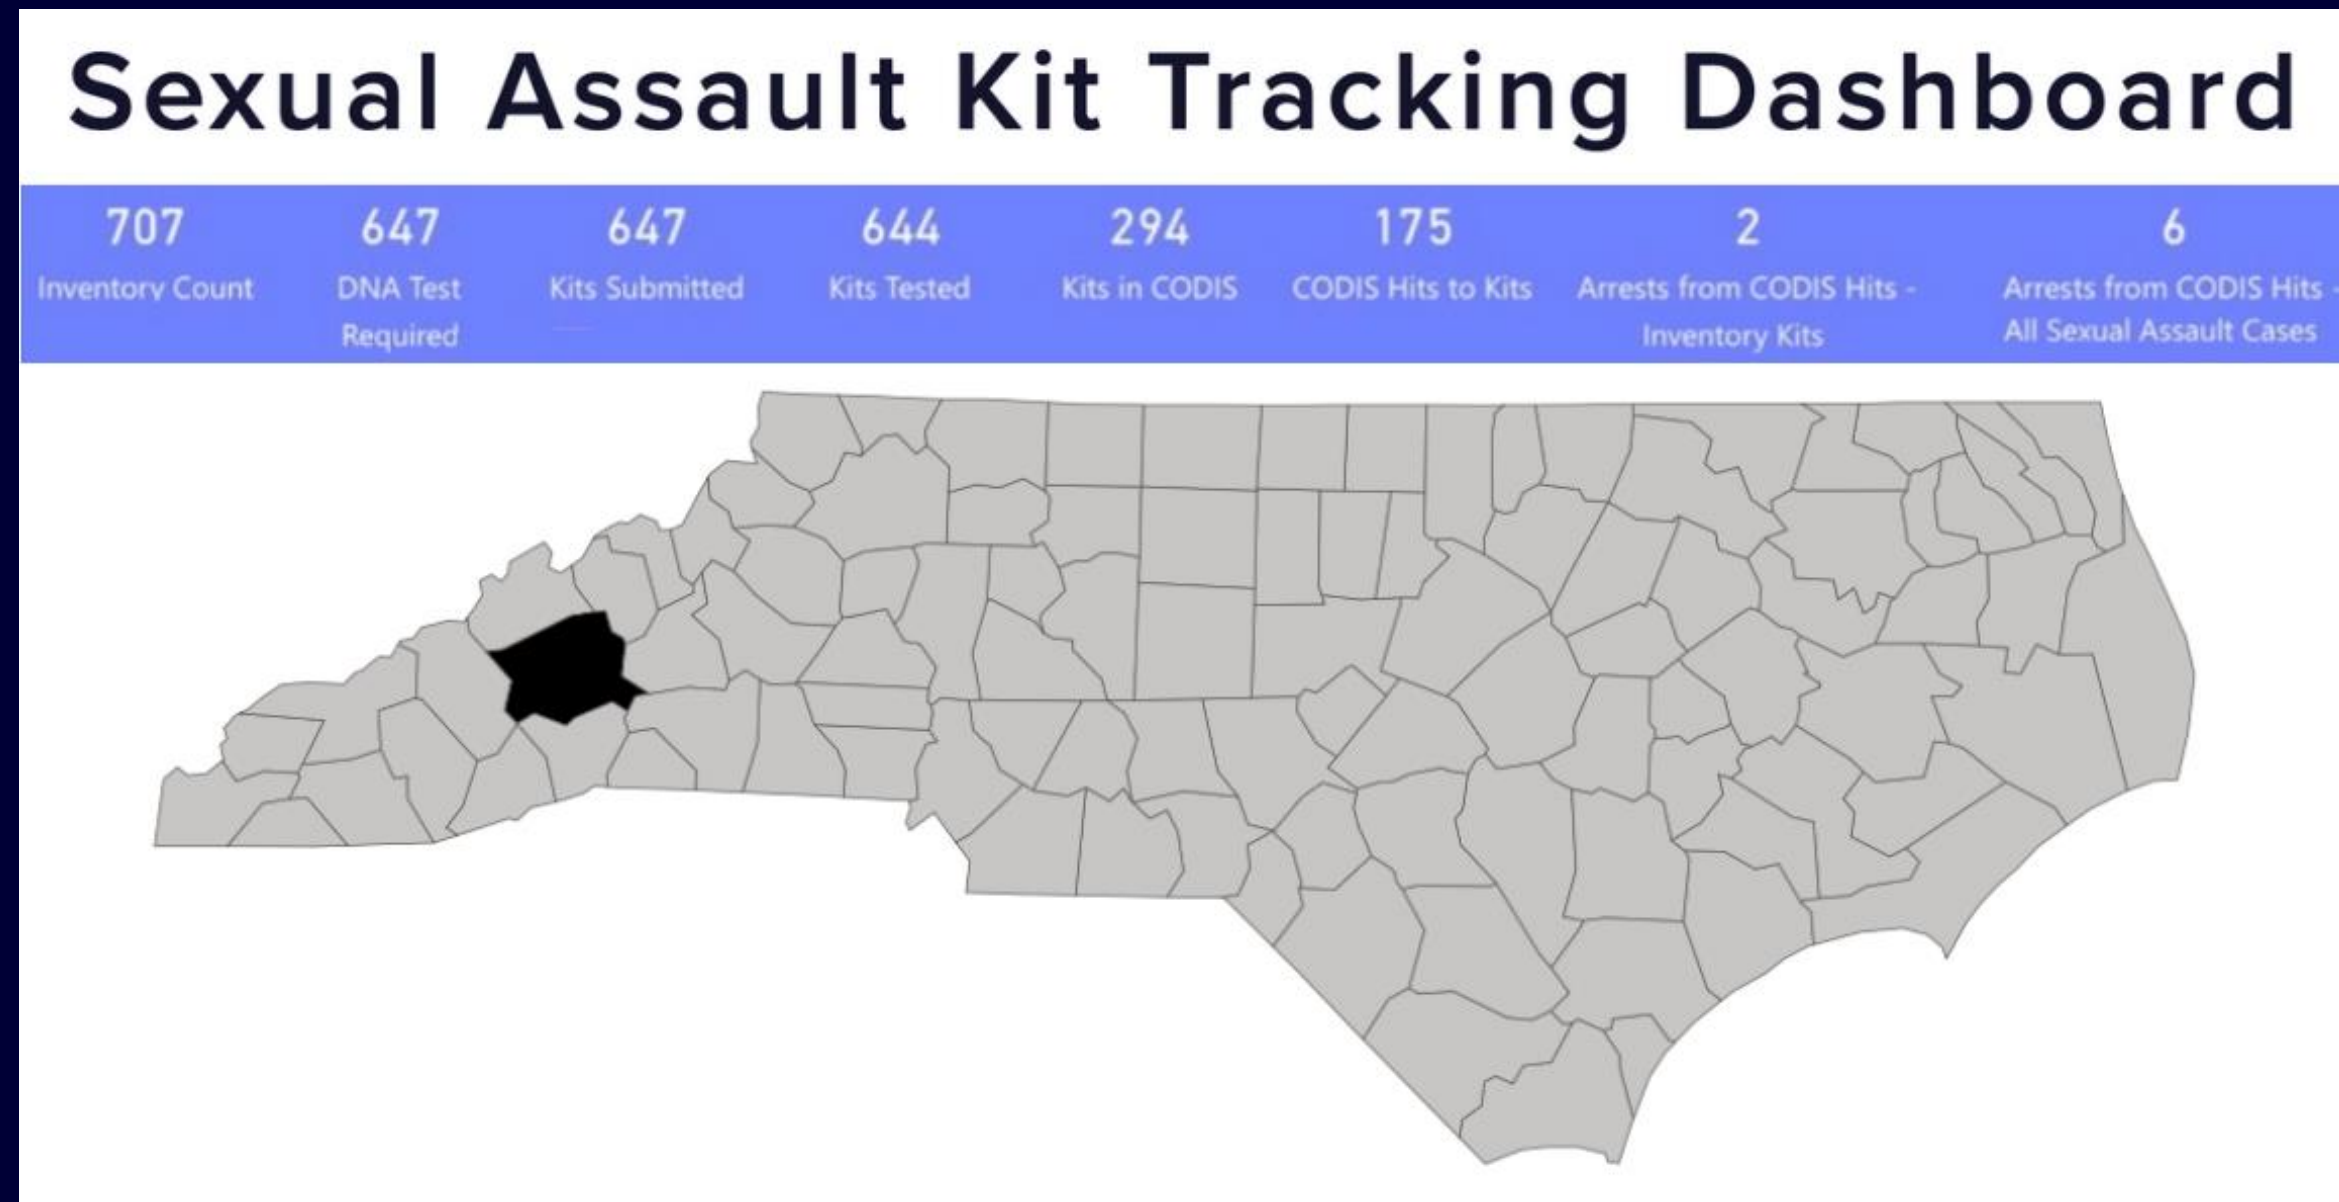 Sexual Assault Kit Tracking Dashboard
707
Inventory Count
647
DNA Test
Required
647
Kits Submitted
644
Kits Tested
294
Kits in CODIS
175
CODIS Hits to Kits
2
Arrests from CODIS Hits -
Inventory Kits
6
Arrests from CODIS Hits -
All Sexual Assault Cases